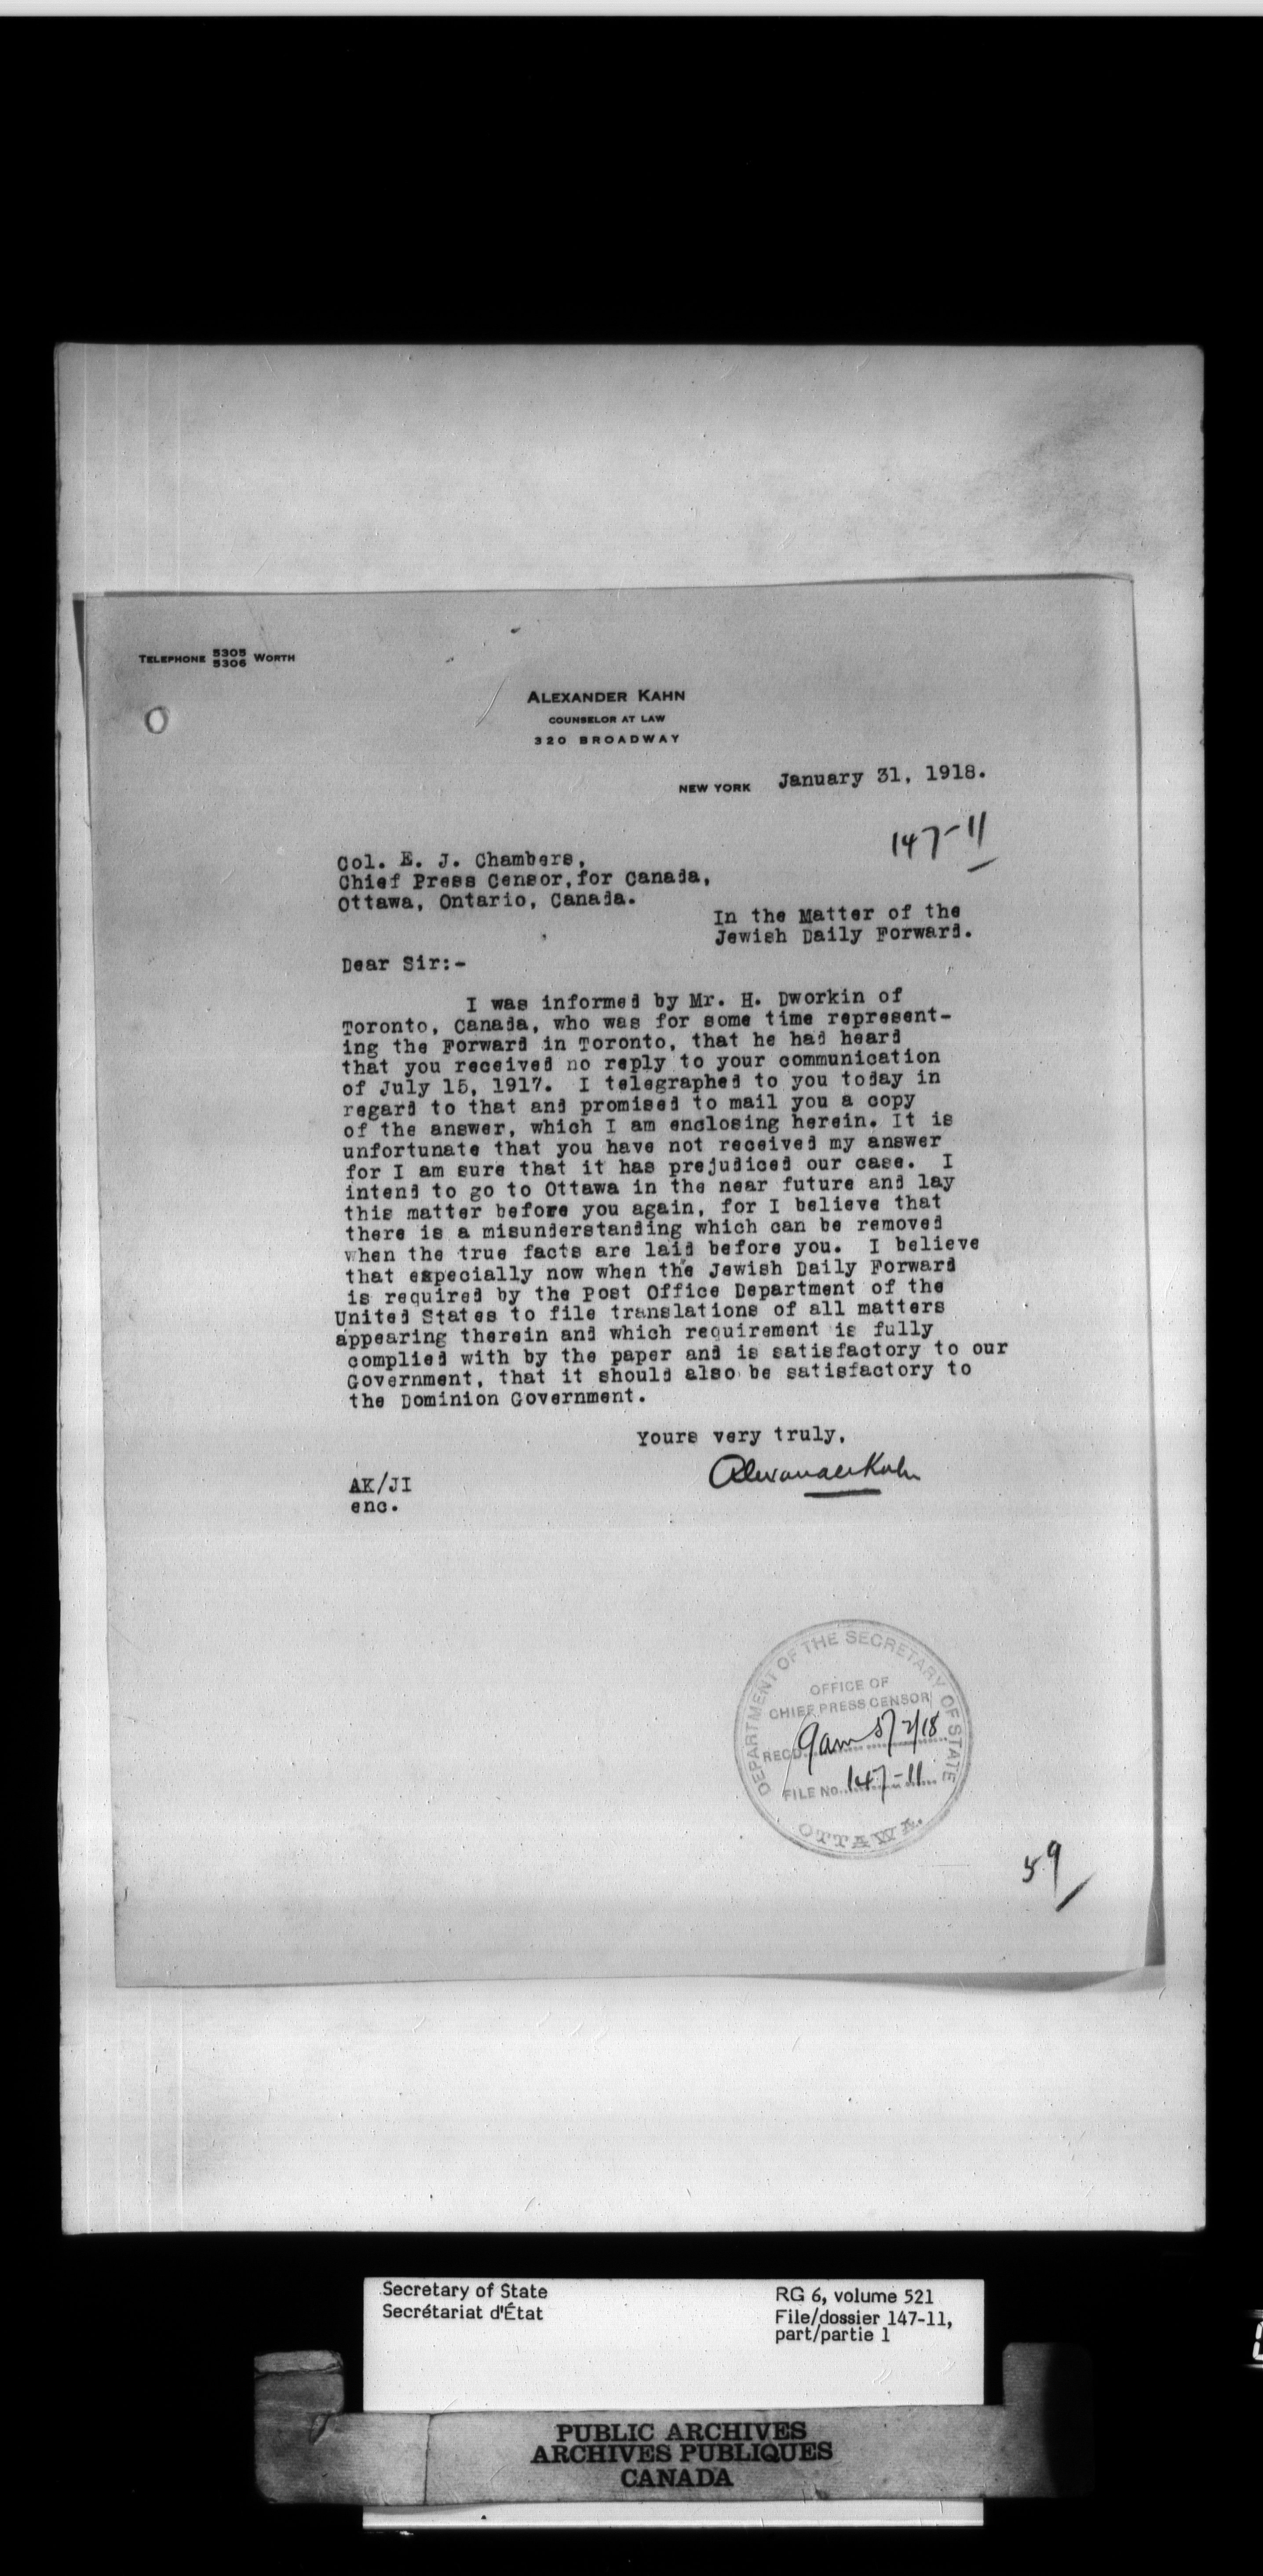 TELEPHONE 5305 5306 WORTH
ALEXANDER KAHN
COUNSELOR AT LAW
320 BROADWAY
NEW YORK January 31, 1918.
147-11
Col. E. J. Chambers,
Chief Press Censor, for Canada,
Ottawa, Ontario, Canada.
In the Matter of the
Jewish Daily Forward.
Dear Sir:-
I was informed by Mr. H. Dworkin of
Toronto, Canada, who was for some time represent-
ing the Forward in Toronto, that he had heard
that you received no reply to your communication
of July 15, 1917. I telegraphed to you today in
regard to that and promised to mail you a copy
of the answer, which I am enclosing herein. It is
unfortunate that you have not received my answer
for I am sure that it has prejudiced our case. I
intend to go to Ottawa in the near future and lay
this matter before you again, for I believe that
there is a misunderstanding which can be removed
when the true facts are laid before you. I believe
that especially now when the Jewish Daily Forward
is required by the Post Office Department of the
United States to file translations of all matters
appearing therein and which requirement is fully
complied with by the paper and is satisfactory to our
Government, that it should also be satisfactory to
the Dominion Government.
Yours very truly,
Alexander Kahn
AK/JI
enc.
DEPARTMENT OF THE SECRETARY OF STATE
OFFICE OF
CHIEF PRESS CENSOR
RECD. 9am 5/2/18
FILE No. 147-11
OTTAWA.
59
Secretary of State
Secrétariat d'État
RG 6, volume 521
File/dossier 147-11,
part/partie 1
PUBLIC ARCHIVES
ARCHIVES PUBLIQUES
CANADA